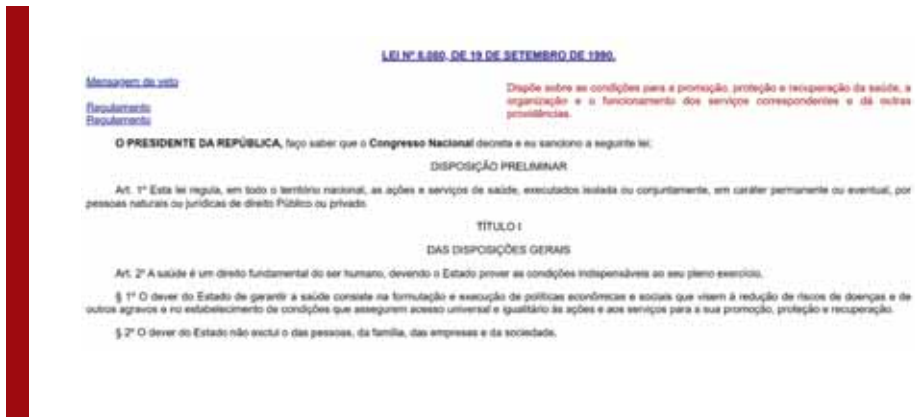 LEI Nº 8.080, DE 19 DE SETEMBRO DE 1990.
Mensagem de veto
Regulamento
Regulamento
Dispõe sobre as condições para a promoção, proteção e recuperação da saúde, a
organização e o funcionamento dos serviços correspondentes e dá outras
providências.
O PRESIDENTE DA REPÚBLICA, faço saber que o Congresso Nacional decreta e eu sanciono a seguinte lei:
DISPOSIÇÃO PRELIMINAR
Art. 1º Esta lei regula, em todo o território nacional, as ações e serviços de saúde, executados isolada ou conjuntamente, em caráter permanente ou eventual, por
pessoas naturais ou jurídicas de direito Público ou privado.
TÍTULO I
DAS DISPOSIÇÕES GERAIS
Art. 2º A saúde é um direito fundamental do ser humano, devendo o Estado prover as condições indispensáveis ao seu pleno exercício.
§ 1º O dever do Estado de garantir a saúde consiste na formulação e execução de políticas econômicas e sociais que visem à redução de riscos de doenças e de
outros agravos e no estabelecimento de condições que assegurem acesso universal e igualitário às ações e aos serviços para a sua promoção, proteção e recuperação.
§ 2º O dever do Estado não exclui o das pessoas, da família, das empresas e da sociedade.